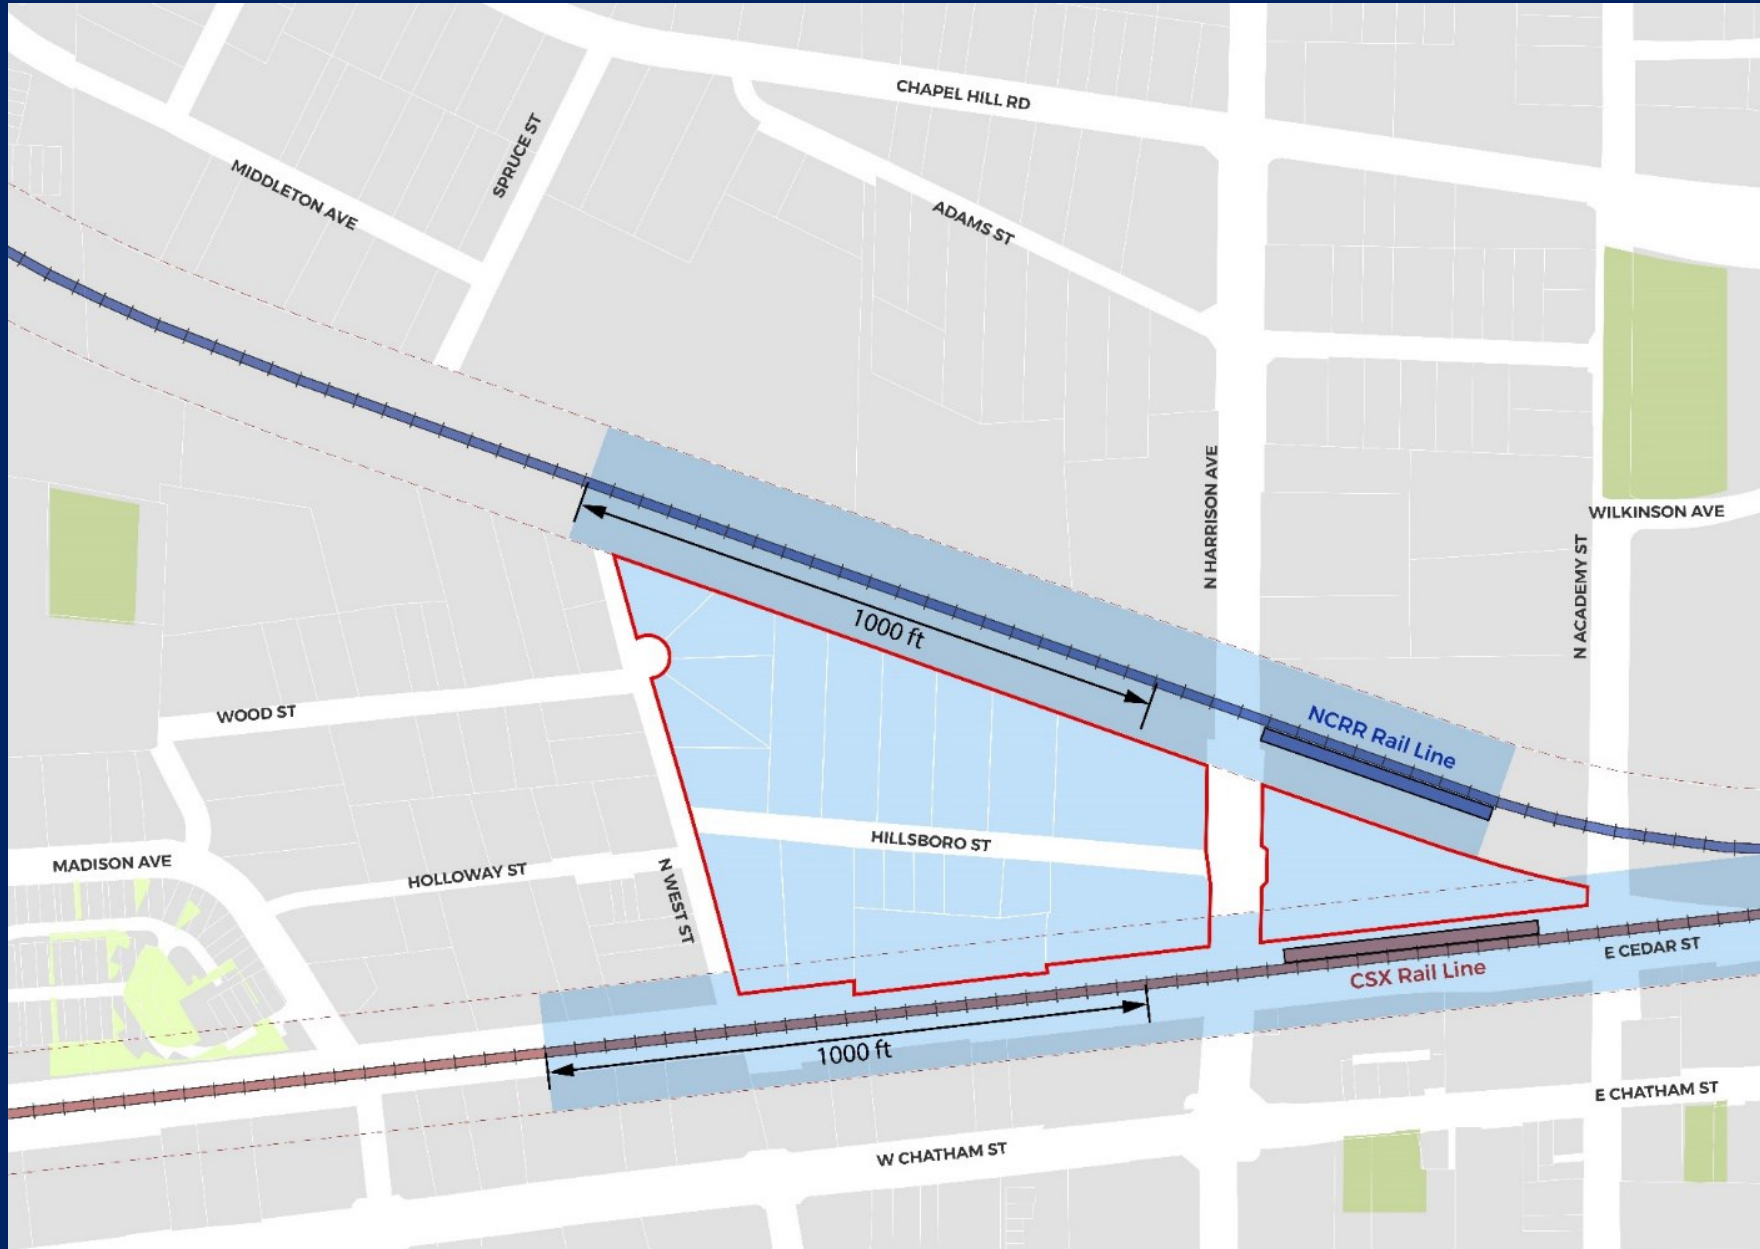 CHAPEL HILL RD
SPRUCE ST
MIDDLETON AVE
ADAMS ST
N HARRISON AVE
WILKINSON AVE
N ACADEMY ST
1000 ft
WOOD ST
NCRR Rail Line
HILLSBORO ST
MADISON AVE
HOLLOWAY ST
N WEST ST
E CEDAR ST
CSX Rail Line
1000 ft
E CHATHAM ST
W CHATHAM ST